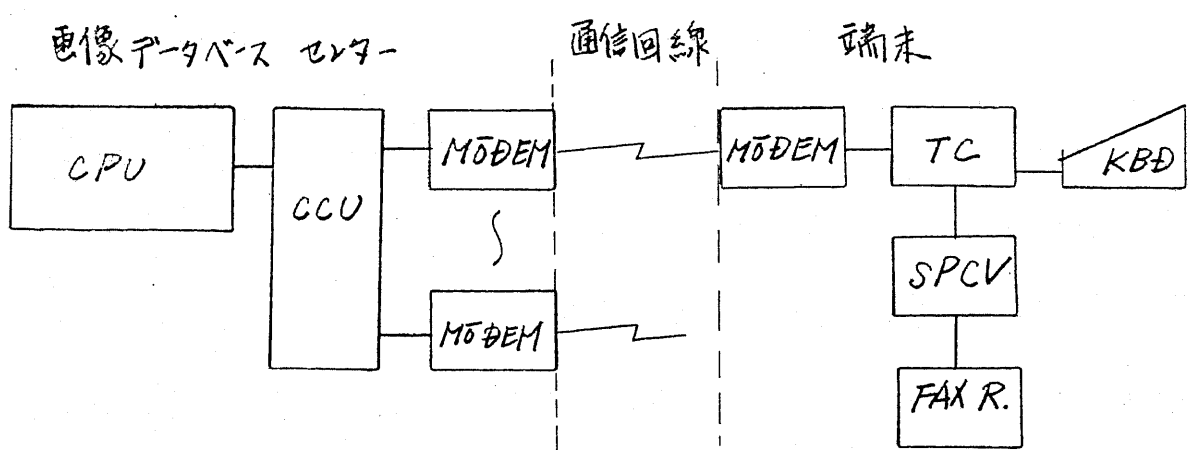 画像データベース センター 通信回線 端末
CPU CCU MODEM MODEM TC KBD
SPCV
MODEM
FAX R.